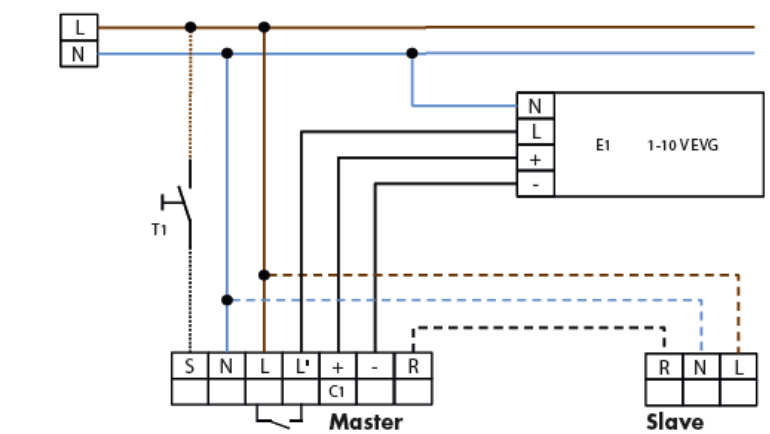 L
N
N
L
E1 1-10 V EVG
+
-
T1
S N L L' + - R
C1
R N L
Master
Slave